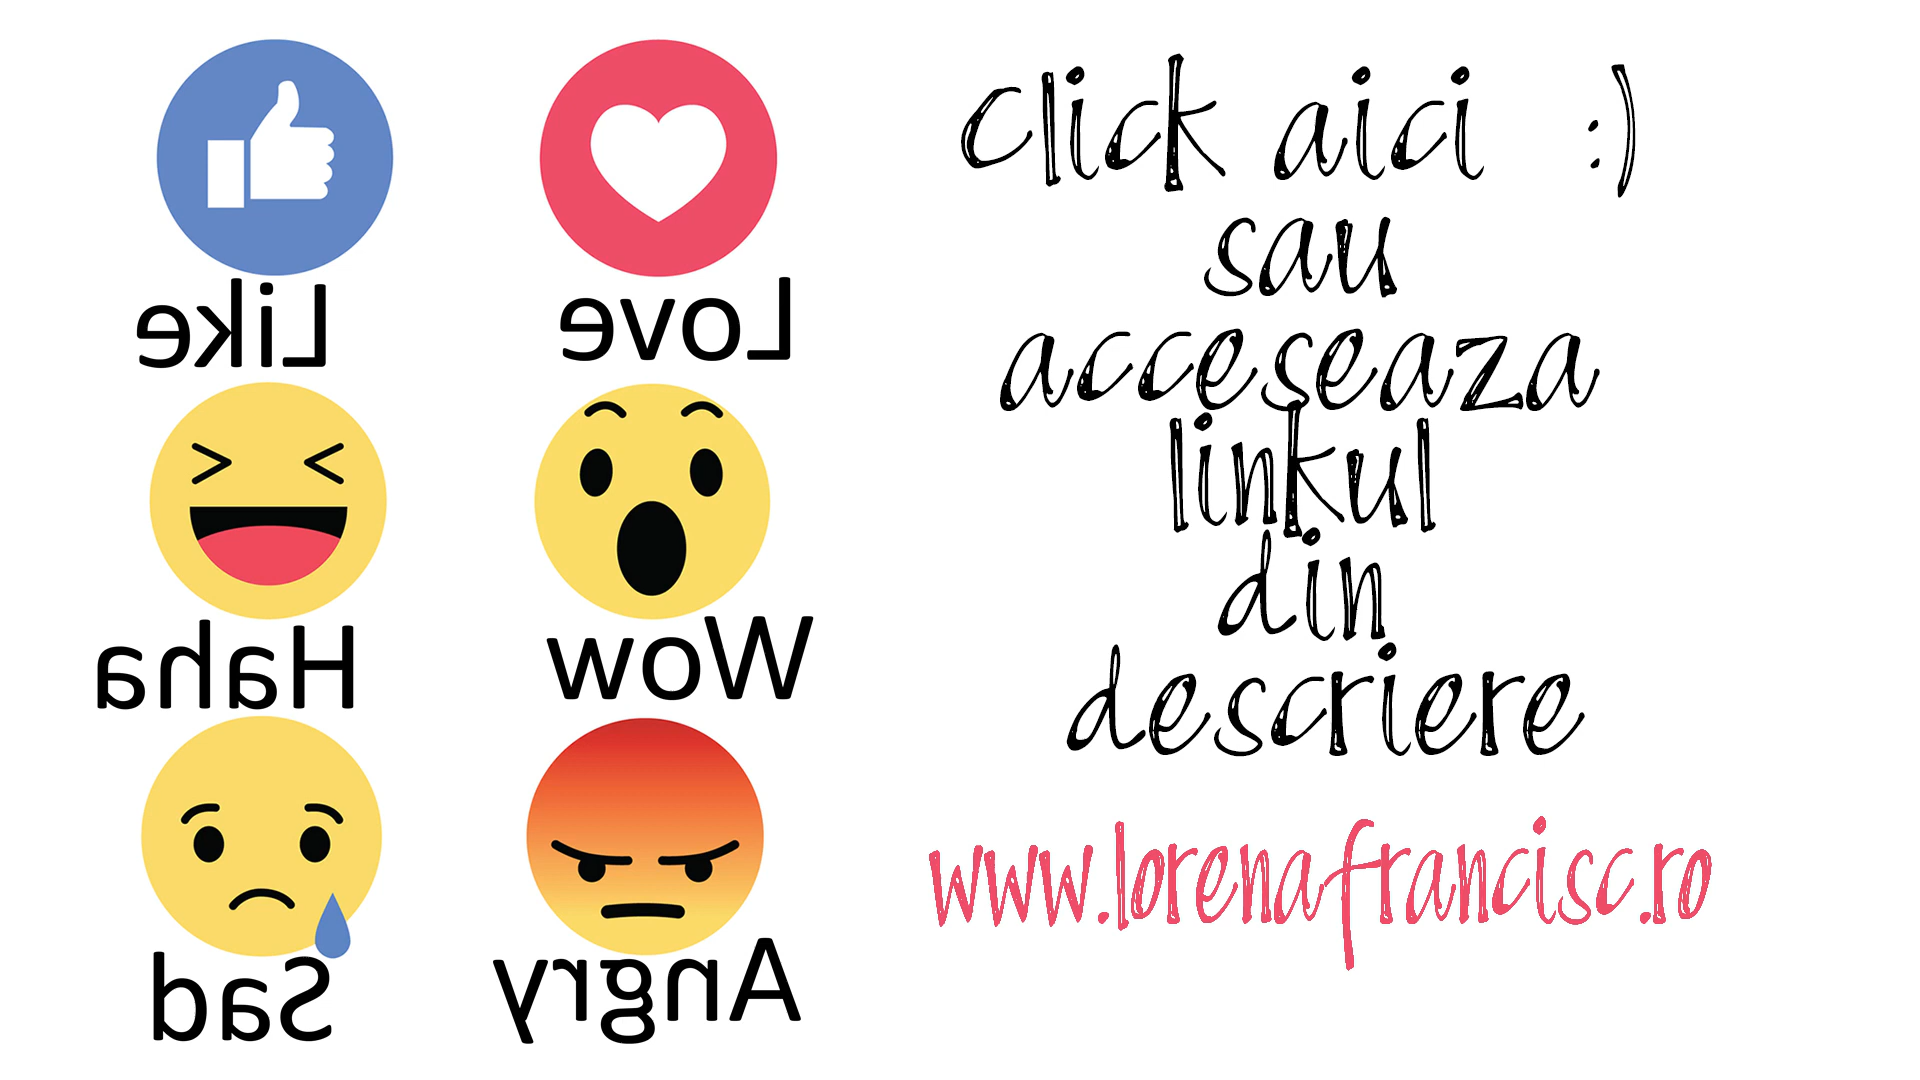 Like
Love
Haha
Wow
Sad
Angry
Click aici :)
sau
acceseaza
linkul
din
descriere
www.lorenafrancisc.ro